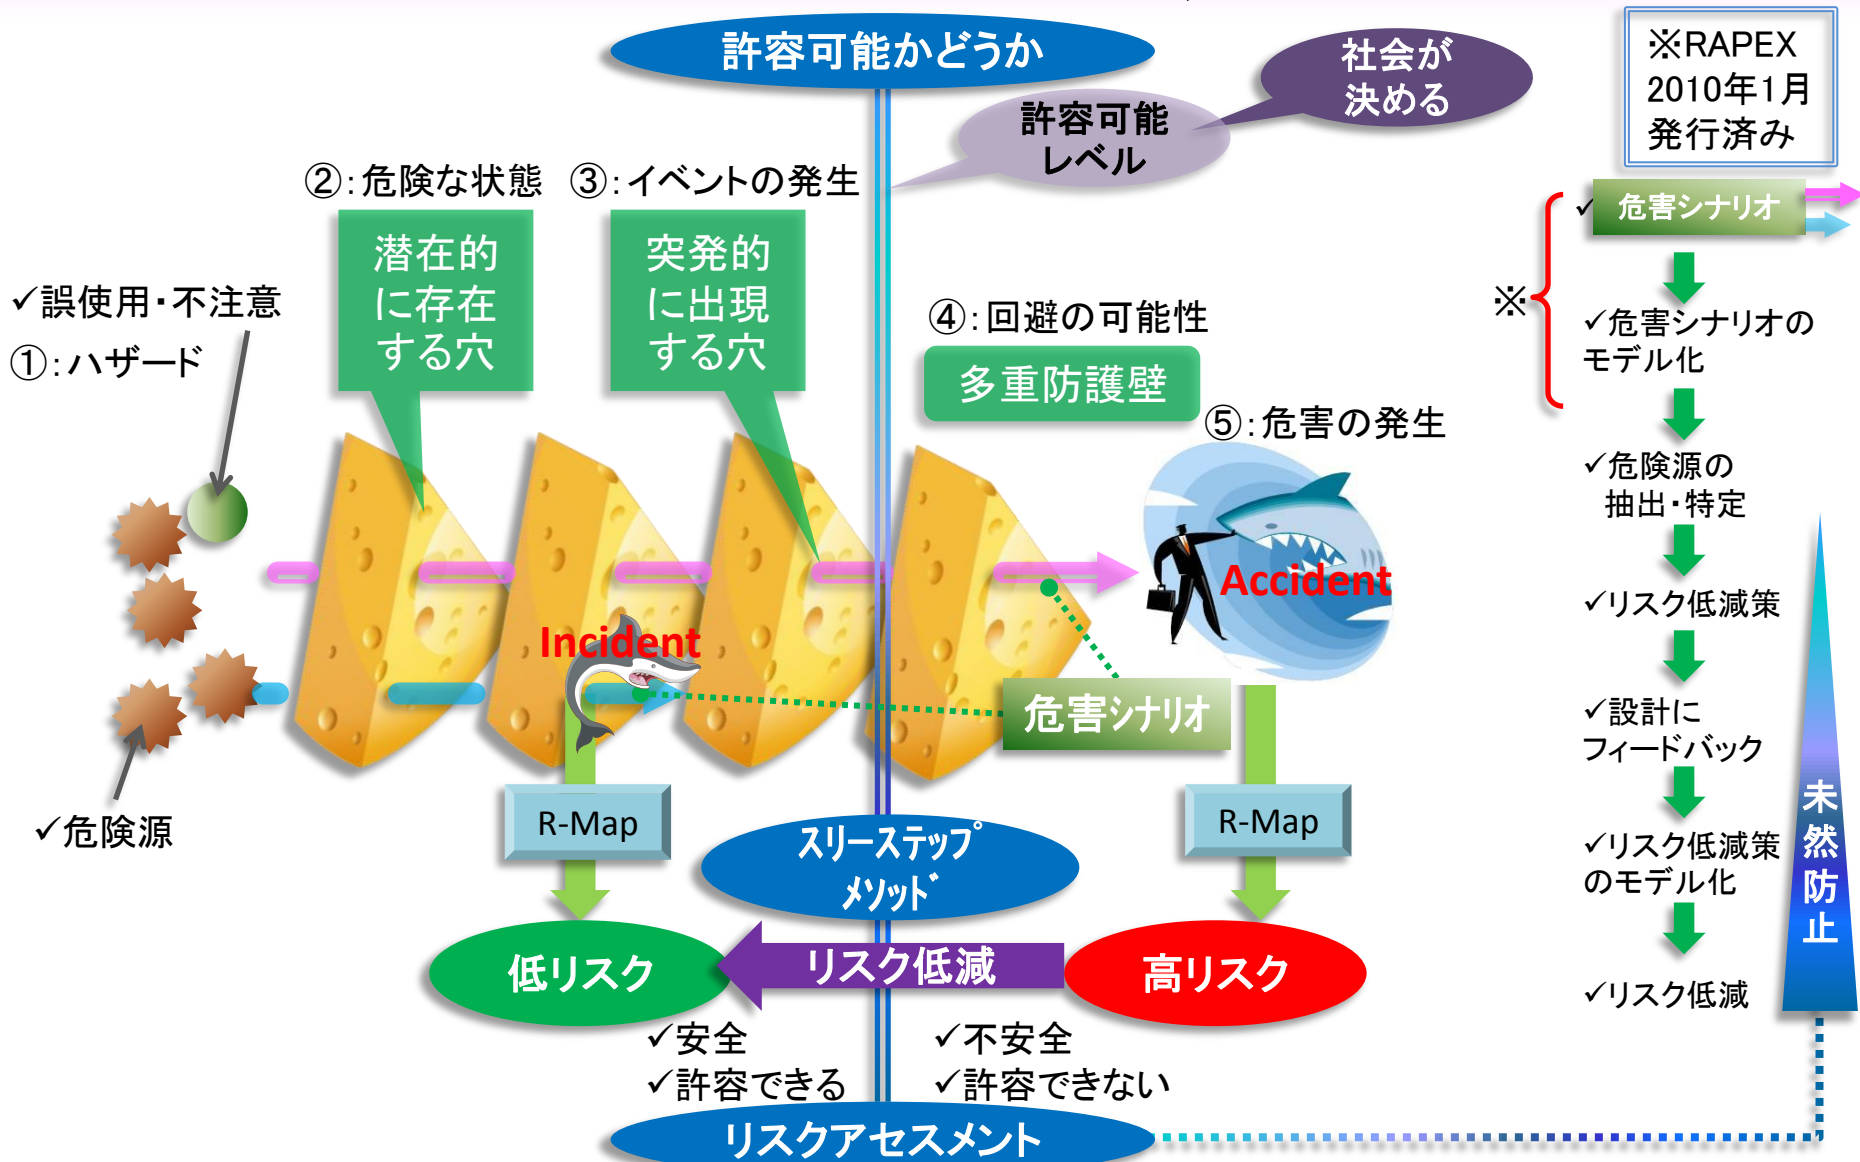 許容可能かどうか
社会が
決める
許容可能
レベル
※RAPEX
2010年1月
発行済み
②:危険な状態
③:イベントの発生
潜在的
に存在
する穴
突発的
に出現
する穴
✓誤使用・不注意
①:ハザード
④:回避の可能性
多重防護壁
⑤:危害の発生
Incident
Accident
危害シナリオ
✓危険源
R-Map
R-Map
スリーステップ
メソッド
低リスク
リスク低減
高リスク
✓安全
✓許容できる
✓不安全
✓許容できない
リスクアセスメント
※
✓危害シナリオ
✓危害シナリオの
モデル化
✓危険源の
抽出・特定
✓リスク低減策
✓設計に
フィードバック
✓リスク低減策
のモデル化
✓リスク低減
未然防止